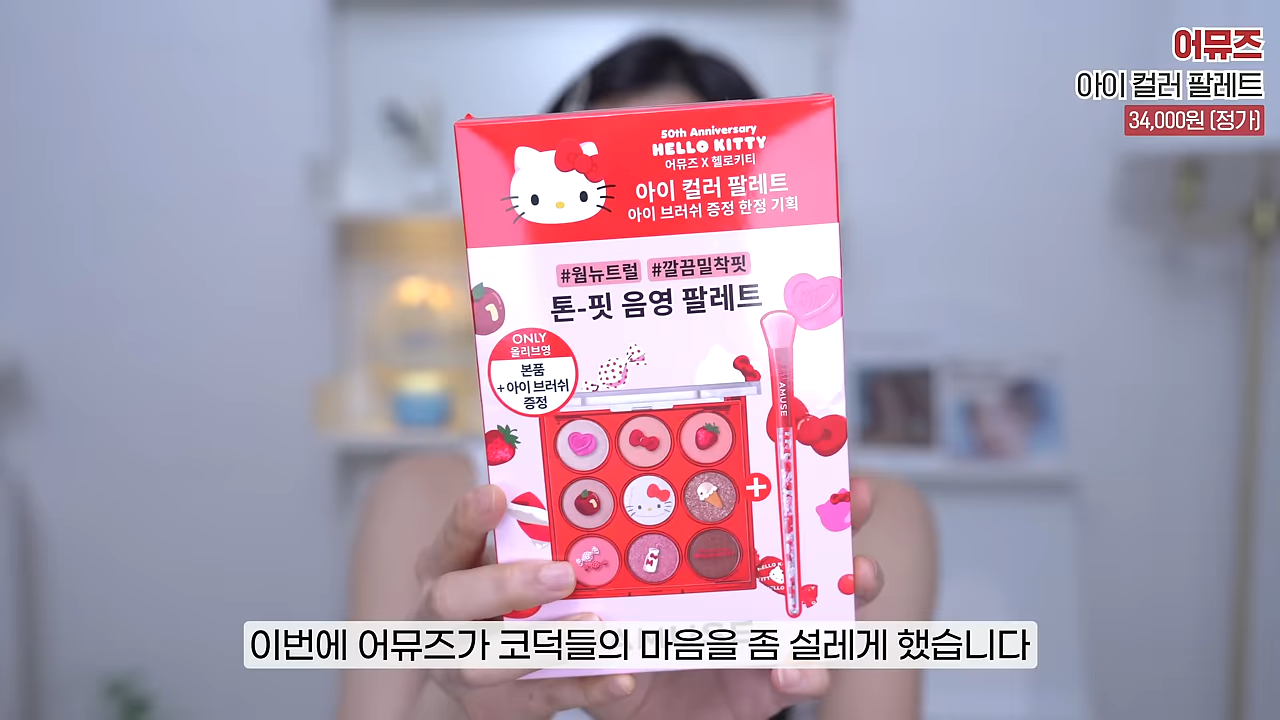 어뮤즈
아이 컬러 팔레트
34,000원 (정가)
50th Anniversary
HELLO KITTY
어뮤즈 X 헬로키티
아이 컬러 팔레트
아이 브러쉬 증정 한정 기획
#웜뉴트럴 #깔끔밀착핏
톤-핏 음영 팔레트
ONLY
올리브영
본품
+아이 브러쉬
증정
AMUSE
+
HELLO KITTY
이번에 어뮤즈가 코덕들의 마음을 좀 설레게 했습니다